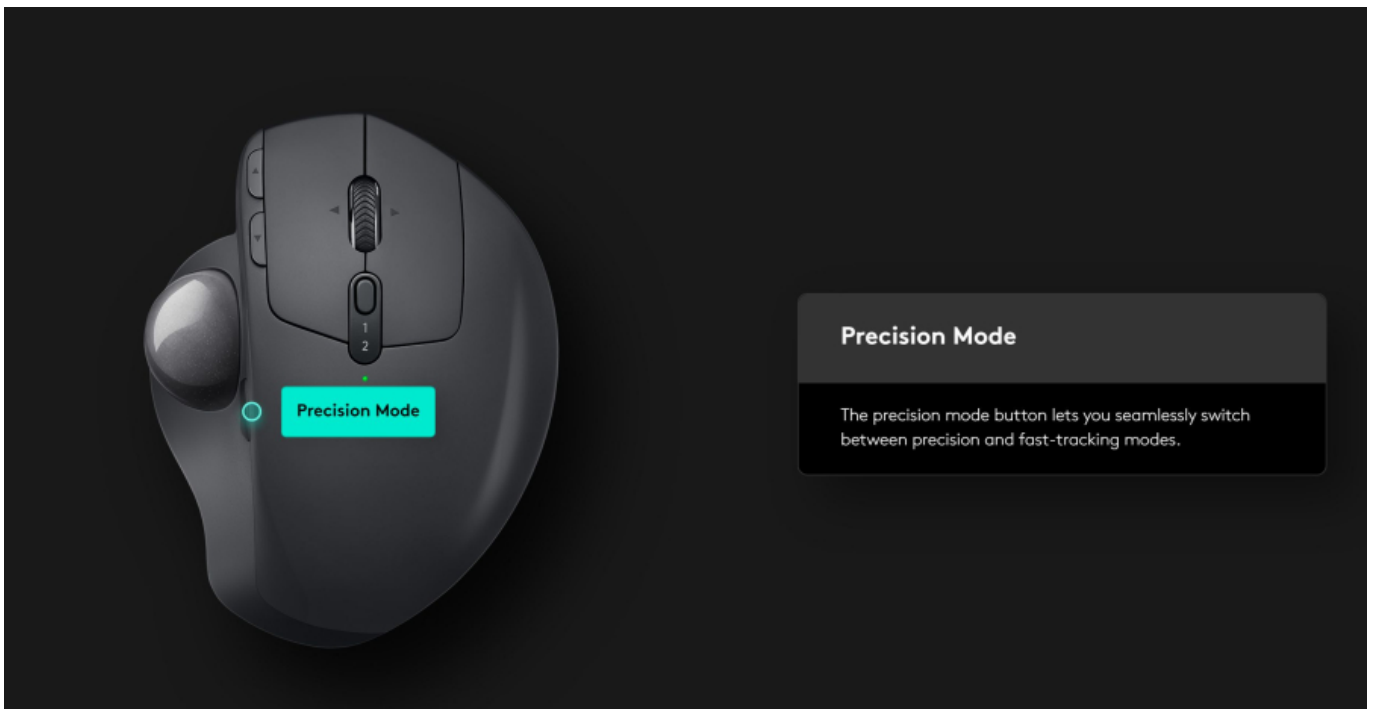 1
2
Precision Mode
Precision Mode
The precision mode button lets you seamlessly switch
between precision and fast-tracking modes.